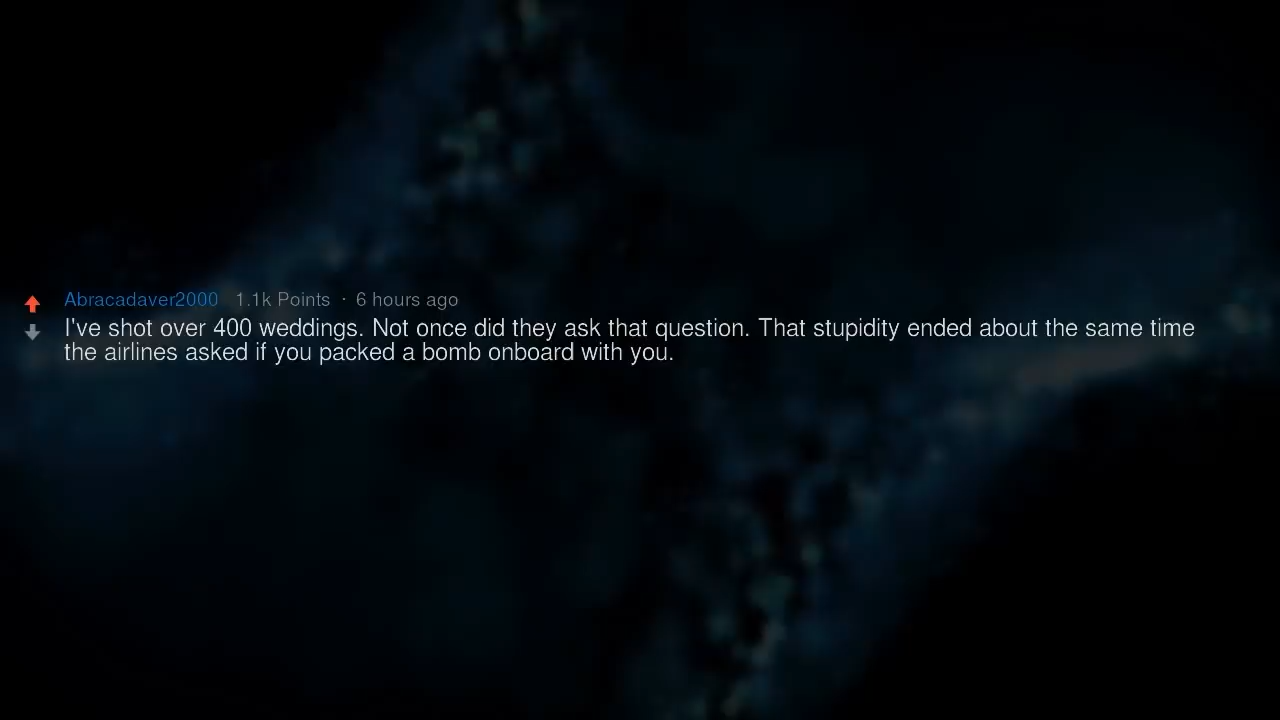 Abracadaver2000 1.1k Points · 6 hours ago
I've shot over 400 weddings. Not once did they ask that question. That stupidity ended about the same time
the airlines asked if you packed a bomb onboard with you.